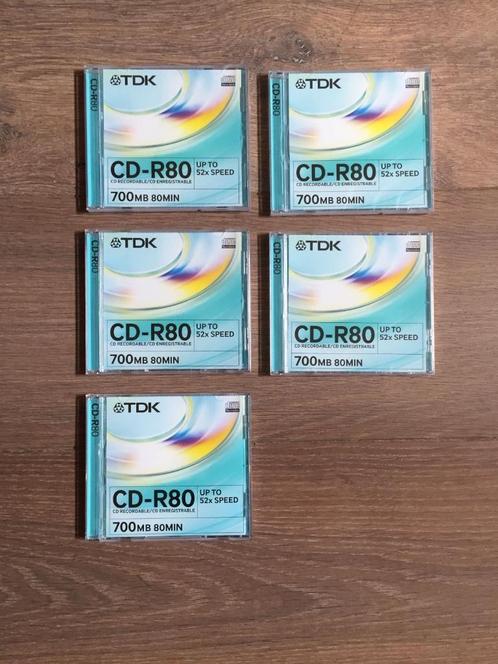 CD-R80
TDK
CD-R80
UP TO
52x SPEED
CD RECORDABLE/CD ENREGISTRABLE
700MB 80MIN
CD-R80
TDK
CD-R80
UP TO
52x SPEED
CD RECORDABLE/CD ENREGISTRABLE
700MB 80MIN
CD-R80
TDK
CD-R80
UP TO
52x SPEED
CD RECORDABLE/CD ENREGISTRABLE
700MB 80MIN
CD-R80
TDK
CD-R80
UP TO
52x SPEED
CD RECORDABLE/CD ENREGISTRABLE
700MB 80MIN
CD-R80
TDK
CD-R80
UP TO
52x SPEED
CD RECORDABLE/CD ENREGISTRABLE
700MB 80MIN